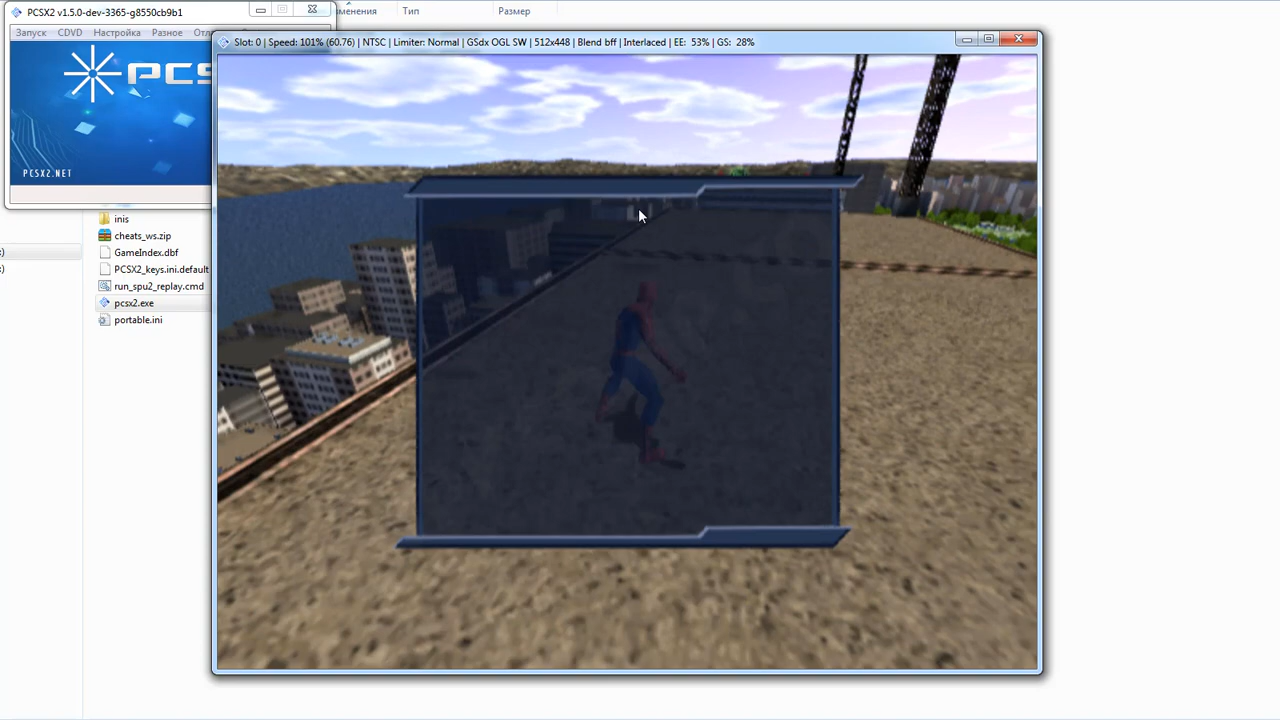 PCSX2 v1.5.0-dev-3365-g8550cb9b1
Тип
Размер
Запуск CDVD Настройка Разное
PCS
PCSX2.NET
Slot: 0 | Speed: 101% (60.76) | NTSC | Limiter: Normal | GSdx OGL SW | 512x448 | Blend bff | Interlaced | EE: 53% | GS: 28%
inis
cheats_ws.zip
GameIndex.dbf
PCSX2_keys.ini.default
run_spu2_replay.cmd
pcsx2.exe
portable.ini